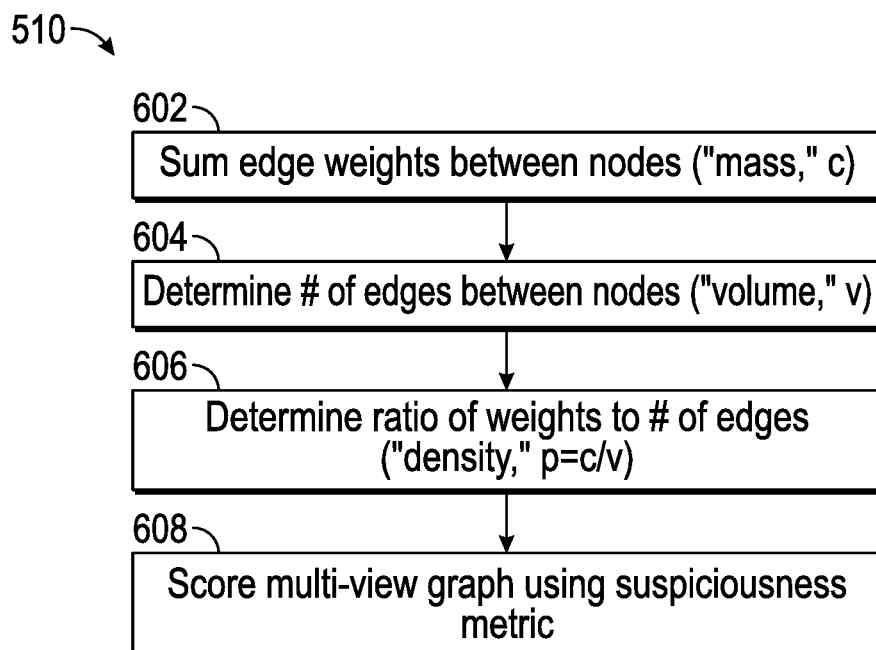 510
602
Sum edge weights between nodes ("mass," c)
604
Determine # of edges between nodes ("volume," v)
606
Determine ratio of weights to # of edges
("density," p=c/v)
608
Score multi-view graph using suspiciousness
metric